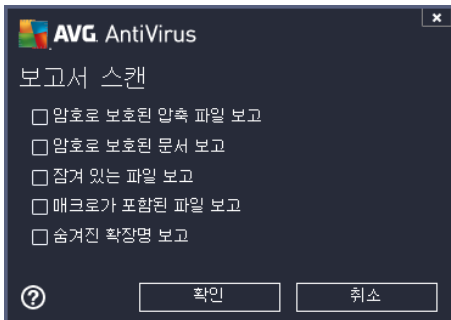 AVG. AntiVirus
보고서 스캔
암호로 보호된 압축 파일 보고
암호로 보호된 문서 보고
잠겨 있는 파일 보고
매크로가 포함된 파일 보고
숨겨진 확장명 보고
확인
취소